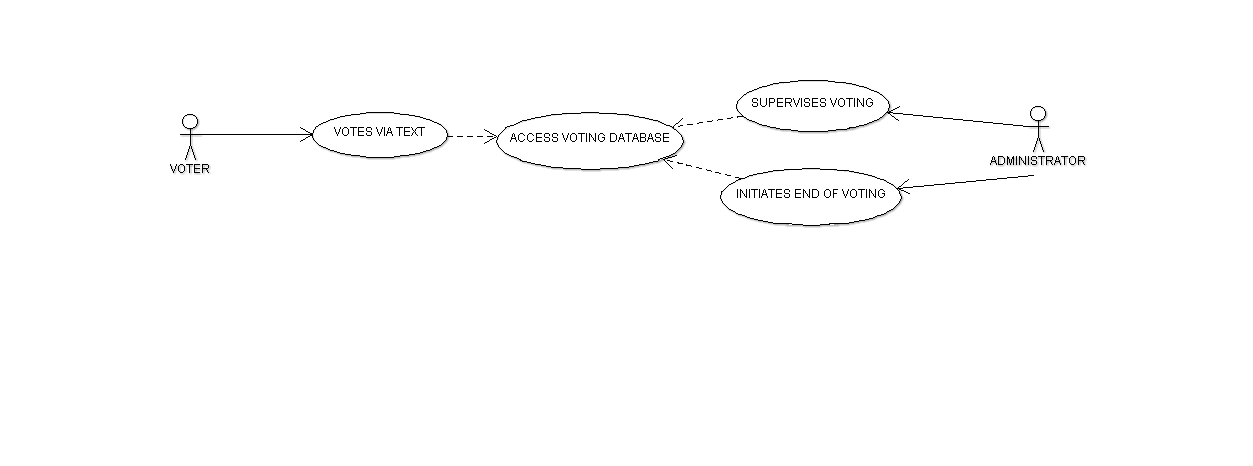 SUPERVISES VOTING
VOTES VIA TEXT
ACCESS VOTING DATABASE
ADMINISTRATOR
VOTER
INITIATES END OF VOTING